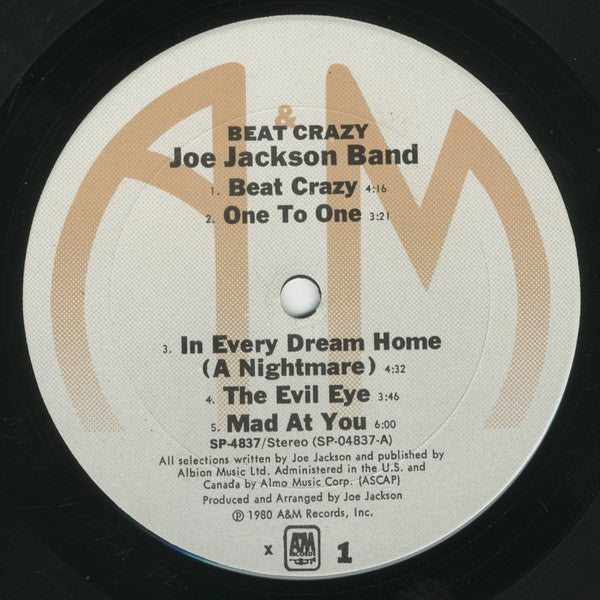 A&M
BEAT CRAZY
Joe Jackson Band
1. Beat Crazy 4:16
2. One To One 3:21
3. In Every Dream Home
(A Nightmare) 4:32
4. The Evil Eye 3:46
5. Mad At You 6:00
SP-4837/Stereo (SP-04837-A)
All selections written by Joe Jackson and published by
Albion Music Ltd. Administered in the U.S. and
Canada by Almo Music Corp. (ASCAP)
Produced and Arranged by Joe Jackson
℗ 1980 A&M Records, Inc.
x A&M RECORDS 1